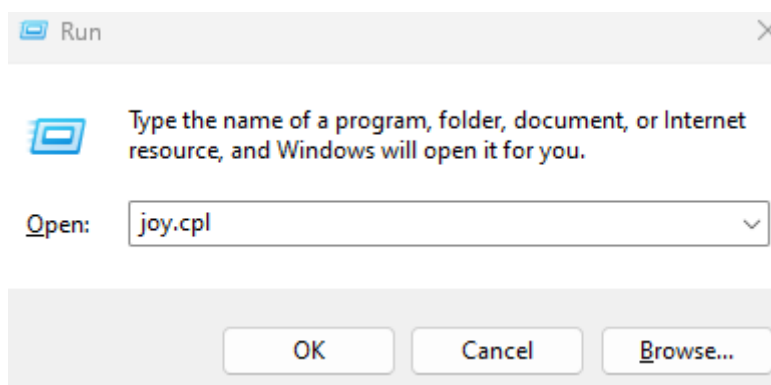 Run
Type the name of a program, folder, document, or Internet
resource, and Windows will open it for you.
Open: joy.cpl
OK Cancel Browse...